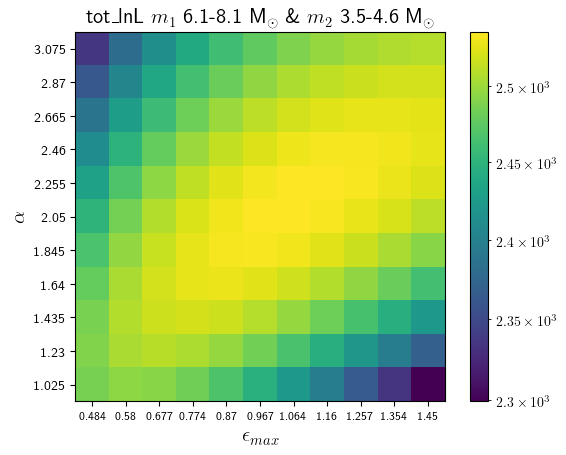 tot_lnL m₁ 6.1-8.1 M⊙ & m₂ 3.5-4.6 M⊙
3.075
2.87
2.665
2.46
2.255
2.05
1.845
1.64
1.435
1.23
1.025
α
0.484 0.58 0.677 0.774 0.87 0.967 1.064 1.16 1.257 1.354 1.45
ϵmax
2.5 × 10³
2.45 × 10³
2.4 × 10³
2.35 × 10³
2.3 × 10³